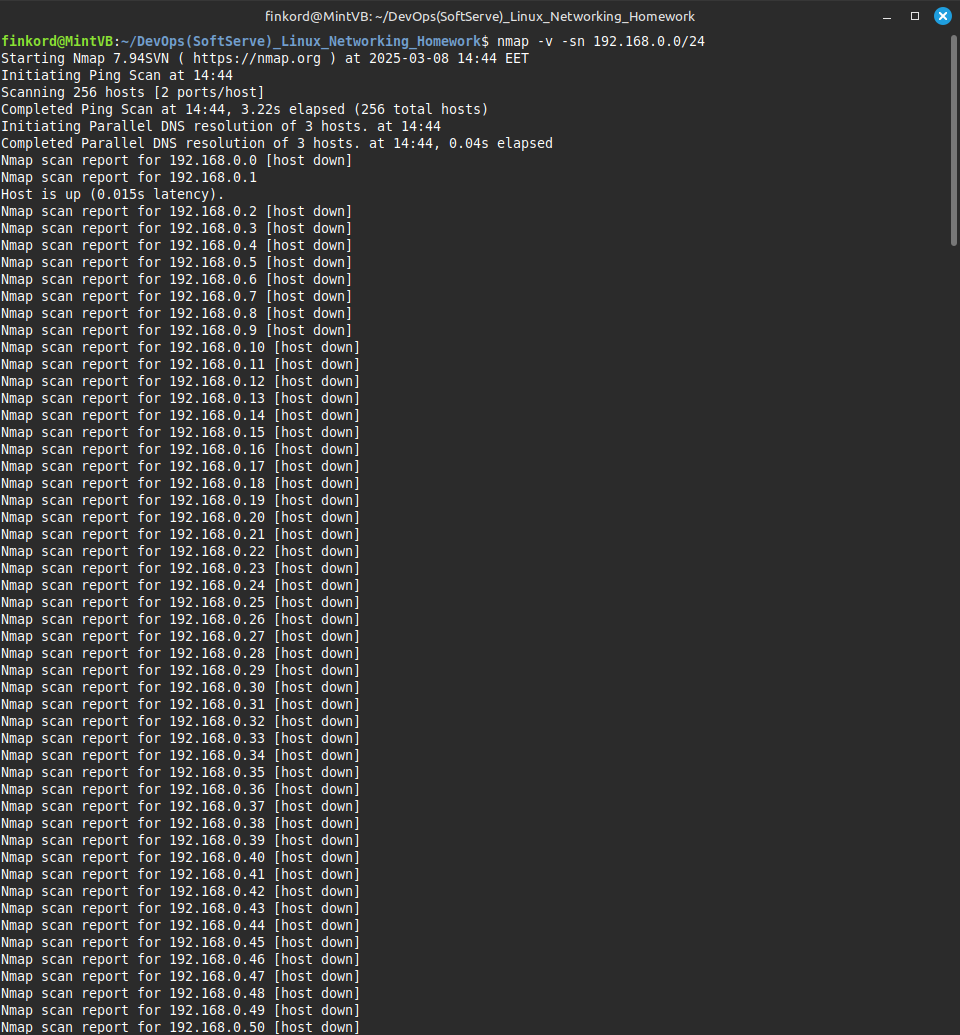 finkord@MintVB: ~/DevOps(SoftServe)_Linux_Networking_Homework
finkord@MintVB:~/DevOps(SoftServe)_Linux_Networking_Homework$ nmap -v -sn 192.168.0.0/24
Starting Nmap 7.94SVN ( https://nmap.org ) at 2025-03-08 14:44 EET
Initiating Ping Scan at 14:44
Scanning 256 hosts [2 ports/host]
Completed Ping Scan at 14:44, 3.22s elapsed (256 total hosts)
Initiating Parallel DNS resolution of 3 hosts. at 14:44
Completed Parallel DNS resolution of 3 hosts. at 14:44, 0.04s elapsed
Nmap scan report for 192.168.0.0 [host down]
Nmap scan report for 192.168.0.1
Host is up (0.015s latency).
Nmap scan report for 192.168.0.2 [host down]
Nmap scan report for 192.168.0.3 [host down]
Nmap scan report for 192.168.0.4 [host down]
Nmap scan report for 192.168.0.5 [host down]
Nmap scan report for 192.168.0.6 [host down]
Nmap scan report for 192.168.0.7 [host down]
Nmap scan report for 192.168.0.8 [host down]
Nmap scan report for 192.168.0.9 [host down]
Nmap scan report for 192.168.0.10 [host down]
Nmap scan report for 192.168.0.11 [host down]
Nmap scan report for 192.168.0.12 [host down]
Nmap scan report for 192.168.0.13 [host down]
Nmap scan report for 192.168.0.14 [host down]
Nmap scan report for 192.168.0.15 [host down]
Nmap scan report for 192.168.0.16 [host down]
Nmap scan report for 192.168.0.17 [host down]
Nmap scan report for 192.168.0.18 [host down]
Nmap scan report for 192.168.0.19 [host down]
Nmap scan report for 192.168.0.20 [host down]
Nmap scan report for 192.168.0.21 [host down]
Nmap scan report for 192.168.0.22 [host down]
Nmap scan report for 192.168.0.23 [host down]
Nmap scan report for 192.168.0.24 [host down]
Nmap scan report for 192.168.0.25 [host down]
Nmap scan report for 192.168.0.26 [host down]
Nmap scan report for 192.168.0.27 [host down]
Nmap scan report for 192.168.0.28 [host down]
Nmap scan report for 192.168.0.29 [host down]
Nmap scan report for 192.168.0.30 [host down]
Nmap scan report for 192.168.0.31 [host down]
Nmap scan report for 192.168.0.32 [host down]
Nmap scan report for 192.168.0.33 [host down]
Nmap scan report for 192.168.0.34 [host down]
Nmap scan report for 192.168.0.35 [host down]
Nmap scan report for 192.168.0.36 [host down]
Nmap scan report for 192.168.0.37 [host down]
Nmap scan report for 192.168.0.38 [host down]
Nmap scan report for 192.168.0.39 [host down]
Nmap scan report for 192.168.0.40 [host down]
Nmap scan report for 192.168.0.41 [host down]
Nmap scan report for 192.168.0.42 [host down]
Nmap scan report for 192.168.0.43 [host down]
Nmap scan report for 192.168.0.44 [host down]
Nmap scan report for 192.168.0.45 [host down]
Nmap scan report for 192.168.0.46 [host down]
Nmap scan report for 192.168.0.47 [host down]
Nmap scan report for 192.168.0.48 [host down]
Nmap scan report for 192.168.0.49 [host down]
Nmap scan report for 192.168.0.50 [host down]